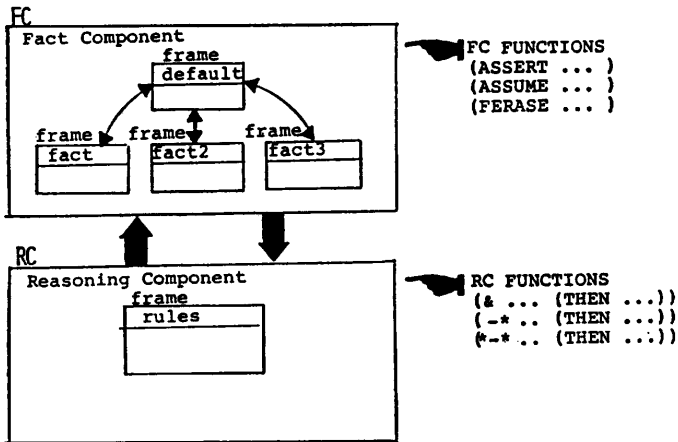 FC
Fact Component
frame
default
frame
fact
frame
fact2
frame
fact3
FC FUNCTIONS
(ASSERT ... )
(ASSUME ... )
(FERASE ... )
RC
Reasoning Component
frame
rules
RC FUNCTIONS
(& ... (THEN ...))
(-* .. (THEN ...))
(*-* .. (THEN ...))